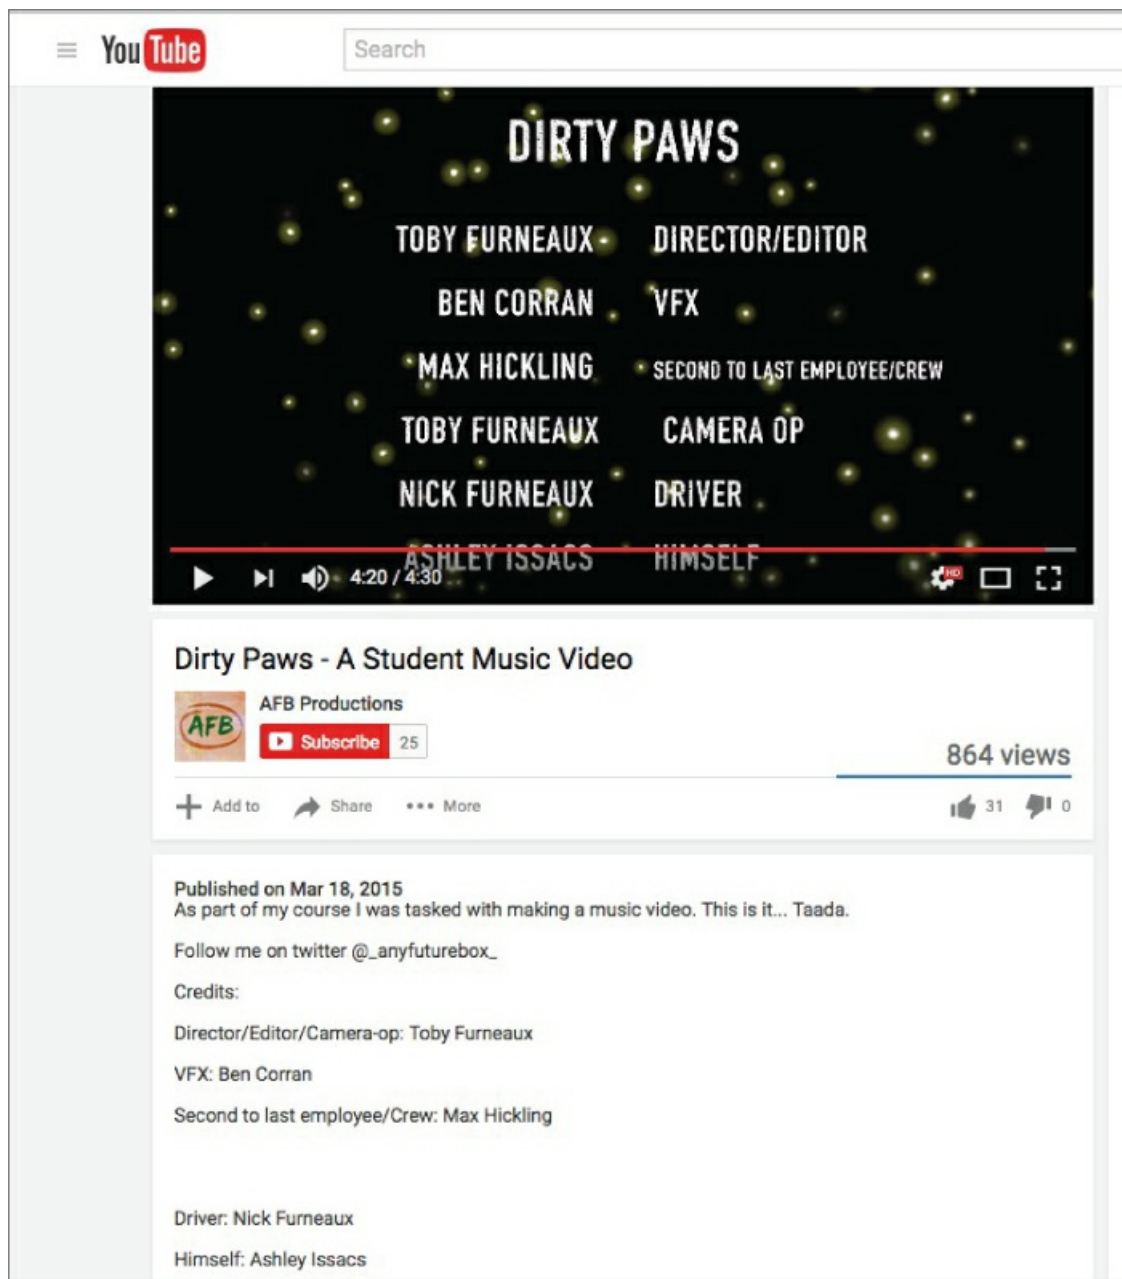 YouTube Search
DIRTY PAWS
TOBY FURNEAUX DIRECTOR/EDITOR
BEN CORRAN VFX
MAX HICKLING SECOND TO LAST EMPLOYEE/CREW
TOBY FURNEAUX CAMERA OP
NICK FURNEAUX DRIVER
ASHLEY ISSACS HIMSELF
4:20 / 4:30 HD
Dirty Paws - A Student Music Video
AFB AFB Productions
Subscribe 25
864 views
Add to Share More 31 0
Published on Mar 18, 2015
As part of my course I was tasked with making a music video. This is it... Taada.
Follow me on twitter @_anyfuturebox_
Credits:
Director/Editor/Camera-op: Toby Furneaux
VFX: Ben Corran
Second to last employee/Crew: Max Hickling
Driver: Nick Furneaux
Himself: Ashley Issacs